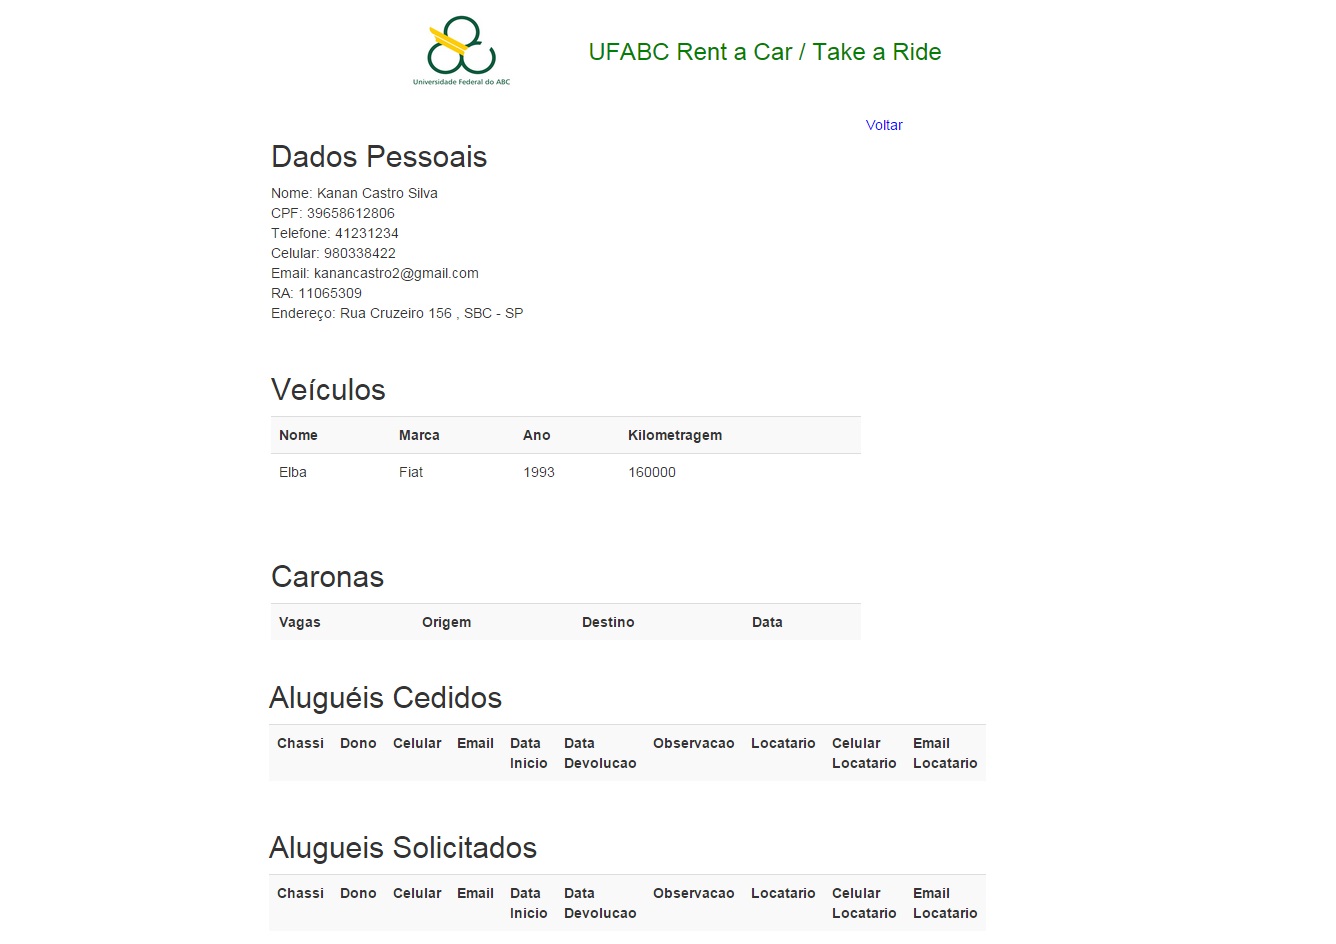 Universidade Federal do ABC
UFABC Rent a Car / Take a Ride
Voltar
Dados Pessoais
Nome: Kanan Castro Silva
CPF: 39658612806
Telefone: 41231234
Celular: 980338422
Email: kanancastro2@gmail.com
RA: 11065309
Endereço: Rua Cruzeiro 156 , SBC - SP
Veículos
Nome Marca Ano Kilometragem
Elba Fiat 1993 160000
Caronas
Vagas Origem Destino Data
Aluguéis Cedidos
Chassi Dono Celular Email Data Inicio Data Devolucao Observacao Locatario Celular Locatario Email Locatario
Alugueis Solicitados
Chassi Dono Celular Email Data Inicio Data Devolucao Observacao Locatario Celular Locatario Email Locatario